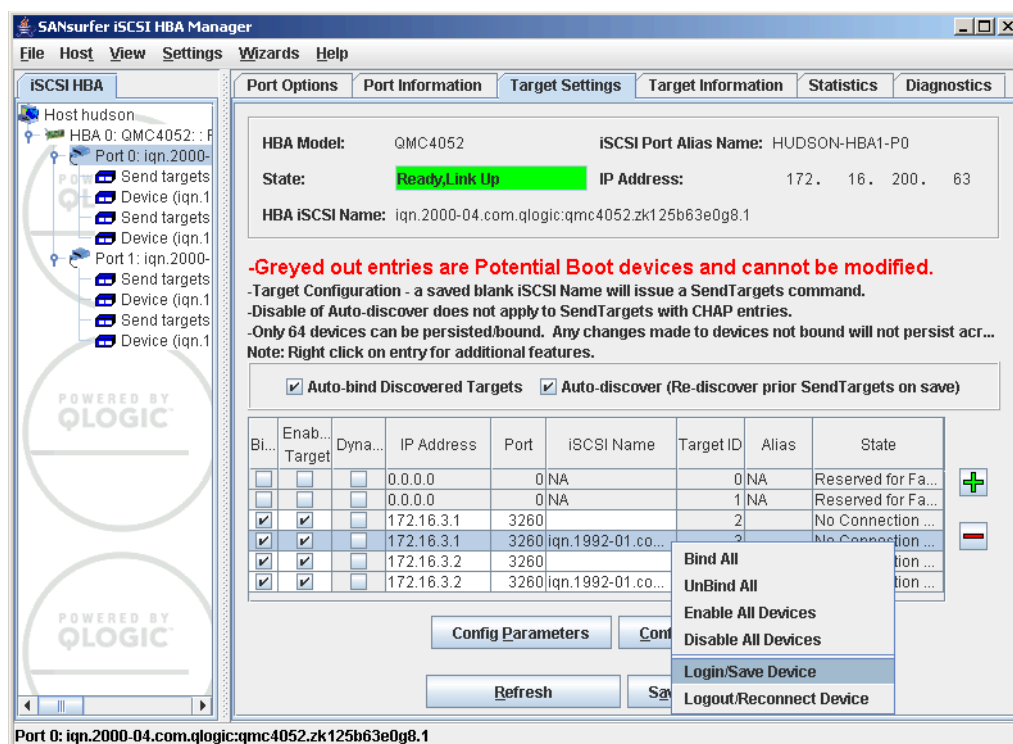 SANsurfer iSCSI HBA Manager
File Host View Settings Wizards Help
iSCSI HBA
Host hudson
HBA 0: QMC4052: : F
Port 0: iqn.2000-
Send targets
Device (iqn.1
Send targets
Device (iqn.1
Port 1: iqn.2000-
Send targets
Device (iqn.1
Send targets
Device (iqn.1
POWERED BY
QLOGIC
POWERED BY
QLOGIC
Port Options Port Information Target Settings Target Information Statistics Diagnostics
HBA Model: QMC4052 iSCSI Port Alias Name: HUDSON-HBA1-P0
State: Ready,Link Up IP Address: 172. 16. 200. 63
HBA iSCSI Name: iqn.2000-04.com.qlogic:qmc4052.zk125b63e0g8.1
-Greyed out entries are Potential Boot devices and cannot be modified.
-Target Configuration - a saved blank iSCSI Name will issue a SendTargets command.
-Disable of Auto-discover does not apply to SendTargets with CHAP entries.
-Only 64 devices can be persisted/bound. Any changes made to devices not bound will not persist acr...
Note: Right click on entry for additional features.
Auto-bind Discovered Targets Auto-discover (Re-discover prior SendTargets on save)
Bi... Enab... Target Dyna... IP Address Port iSCSI Name Target ID Alias State
0.0.0.0 0 NA 0 NA Reserved for Fa...
0.0.0.0 0 NA 1 NA Reserved for Fa...
172.16.3.1 3260 2 No Connection ...
172.16.3.1 3260 iqn.1992-01.co... 3 No Connection ...
172.16.3.2 3260 tion ...
172.16.3.2 3260 iqn.1992-01.co... tion ...
Bind All
UnBind All
Enable All Devices
Disable All Devices
Login/Save Device
Logout/Reconnect Device
Config Parameters Conf
Refresh Sav
Port 0: iqn.2000-04.com.qlogic:qmc4052.zk125b63e0g8.1